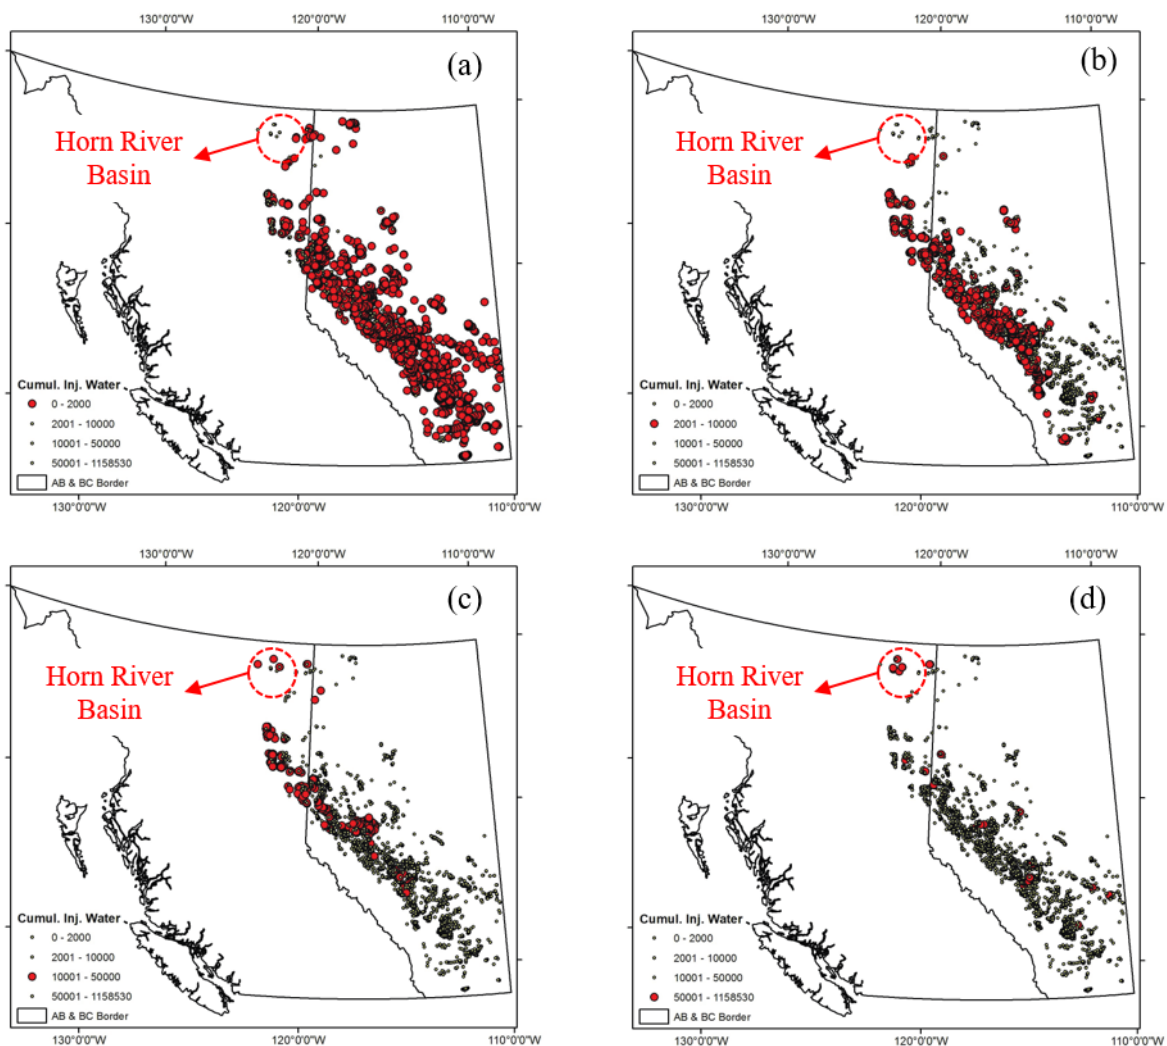 130°0'0"W 120°0'0"W 110°0'0"W
(a)
Horn River
Basin
Cumul. Inj. Water
0 - 2000
2001 - 10000
10001 - 50000
50001 - 1158530
AB & BC Border
130°0'0"W 120°0'0"W 110°0'0"W
130°0'0"W 120°0'0"W 110°0'0"W
(b)
Horn River
Basin
Cumul. Inj. Water
0 - 2000
2001 - 10000
10001 - 50000
50001 - 1158530
AB & BC Border
130°0'0"W 120°0'0"W 110°0'0"W
130°0'0"W 120°0'0"W 110°0'0"W
(c)
Horn River
Basin
Cumul. Inj. Water
0 - 2000
2001 - 10000
10001 - 50000
50001 - 1158530
AB & BC Border
130°0'0"W 120°0'0"W 110°0'0"W
130°0'0"W 120°0'0"W 110°0'0"W
(d)
Horn River
Basin
Cumul. Inj. Water
0 - 2000
2001 - 10000
10001 - 50000
50001 - 1158530
AB & BC Border
130°0'0"W 120°0'0"W 110°0'0"W